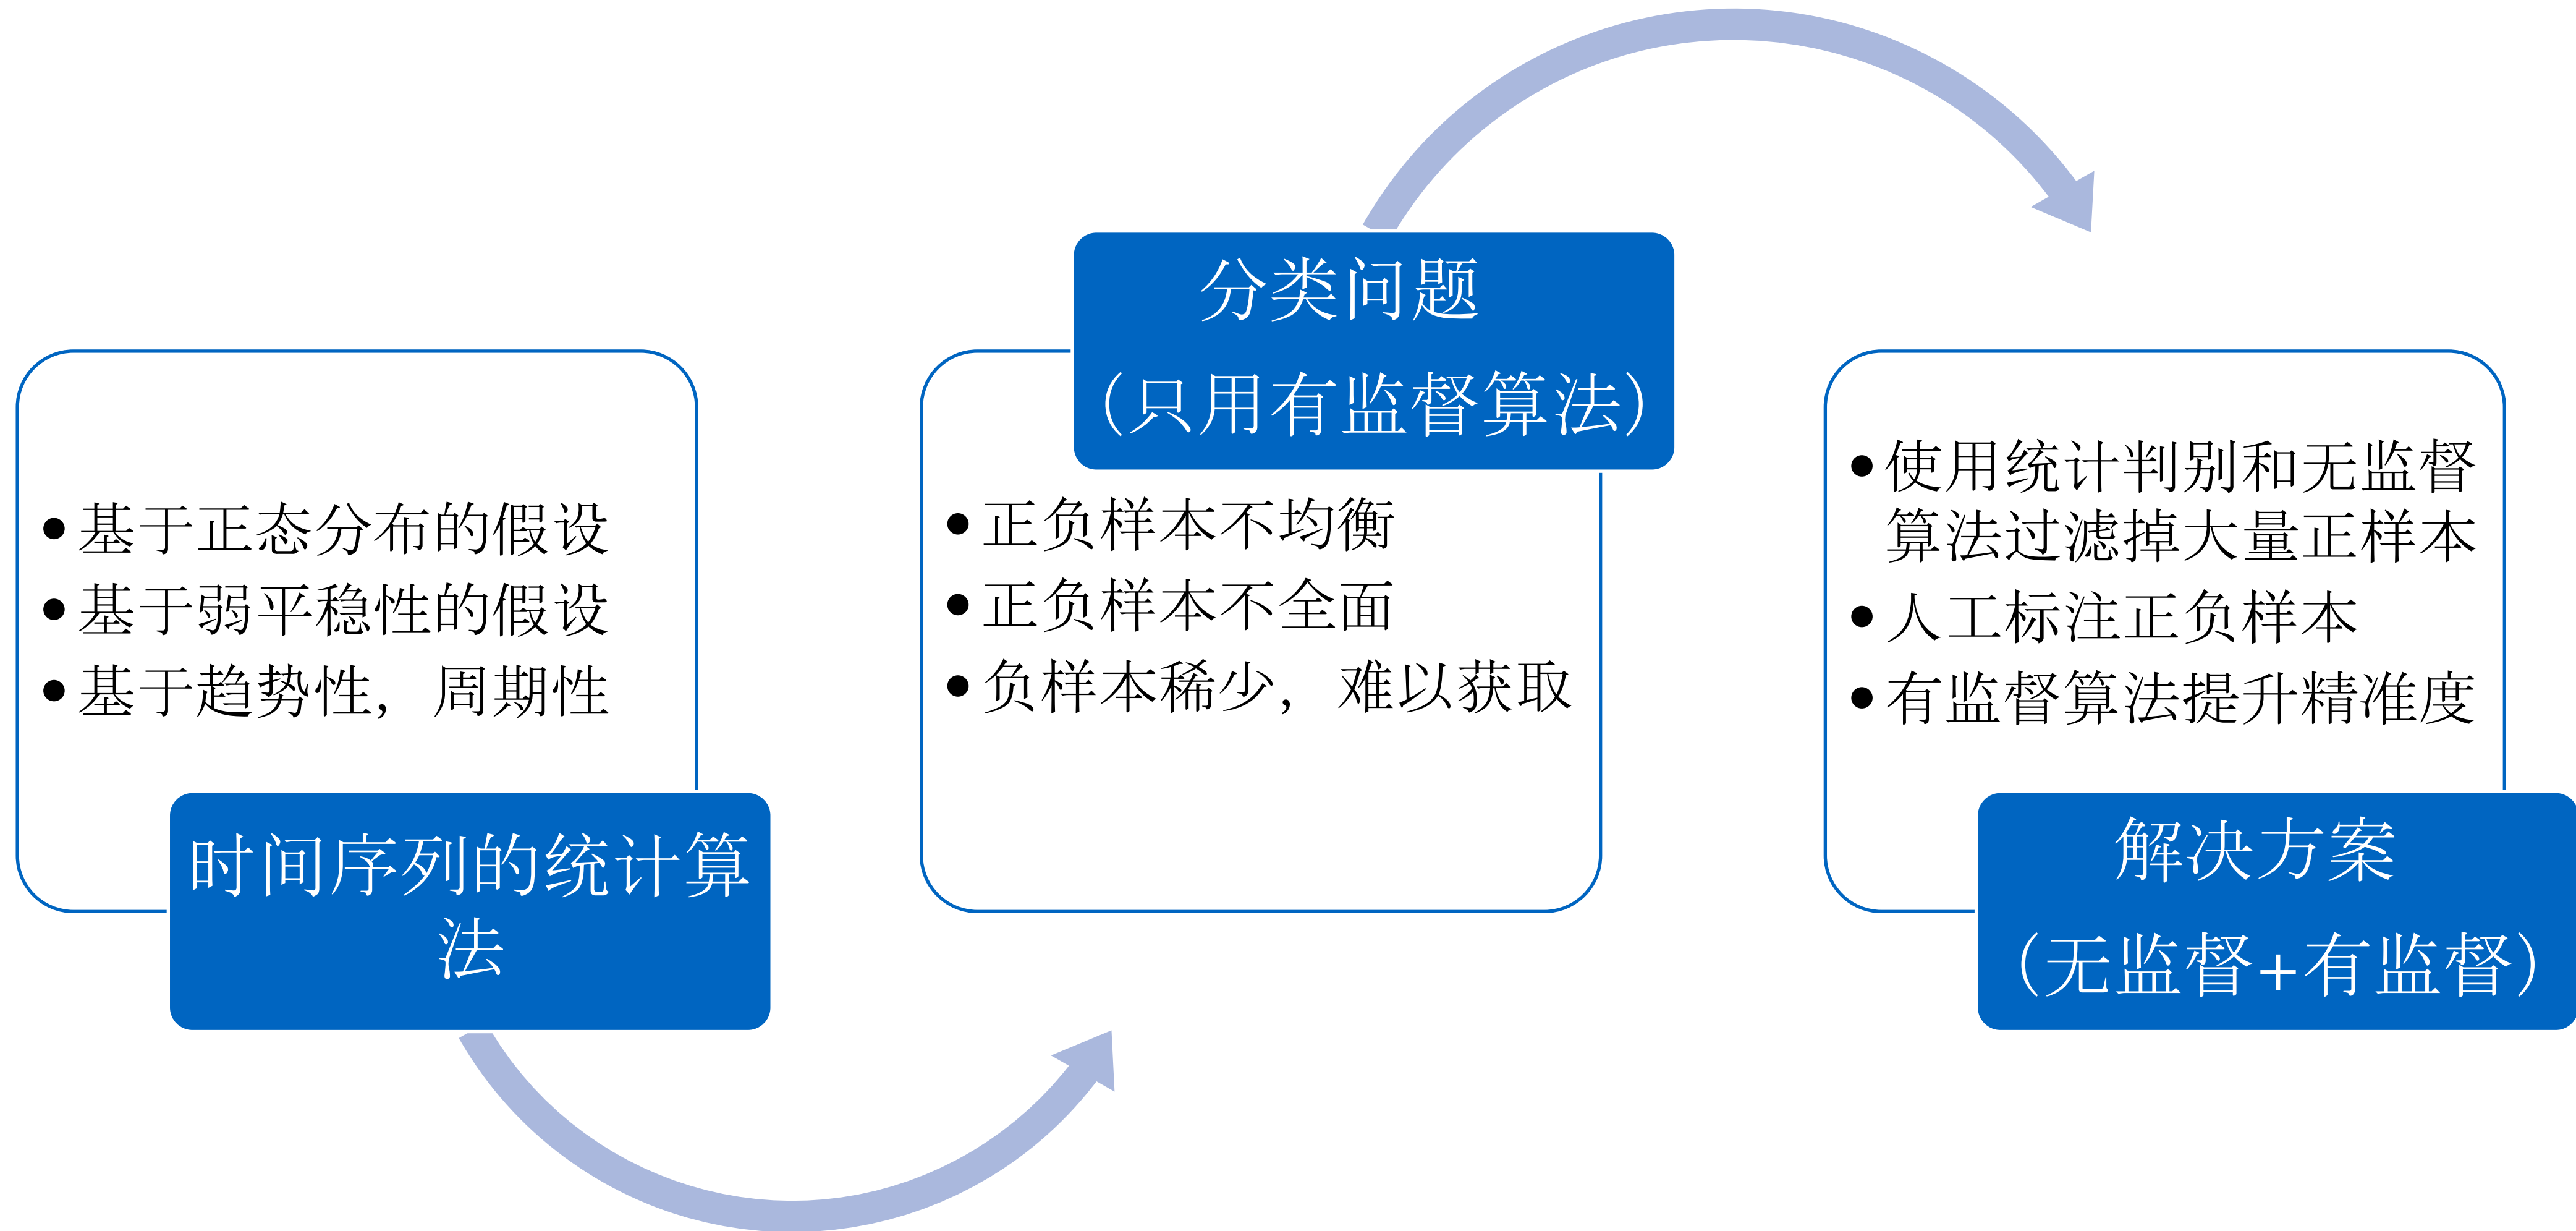 • 基于正态分布的假设
• 基于弱平稳性的假设
• 基于趋势性，周期性
时间序列的统计算
法
分类问题
（只用有监督算法）
• 正负样本不均衡
• 正负样本不全面
• 负样本稀少，难以获取
• 使用统计判别和无监督
算法过滤掉大量正样本
• 人工标注正负样本
• 有监督算法提升精准度
解决方案
（无监督+有监督）